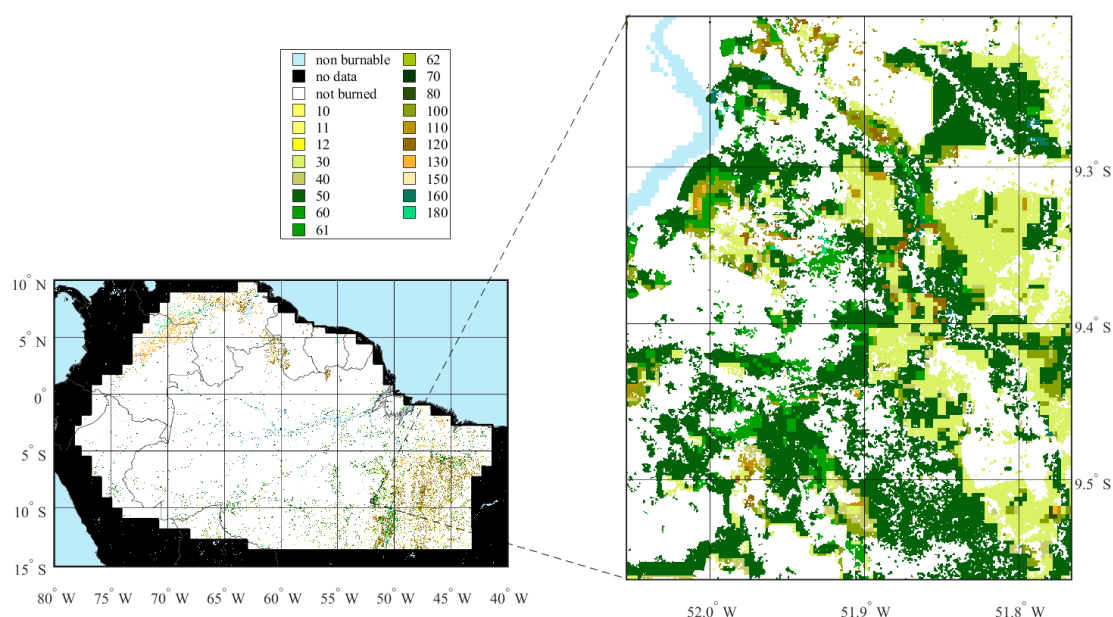 non burnable 62
no data 70
not burned 80
10 100
11 110
12 120
30 130
40 150
50 160
60 180
61
10° N
5° N
0°
5° S
10° S
15° S
80° W 75° W 70° W 65° W 60° W 55° W 50° W 45° W 40° W
9.3° S
9.4° S
9.5° S
52.0° W 51.9° W 51.8° W